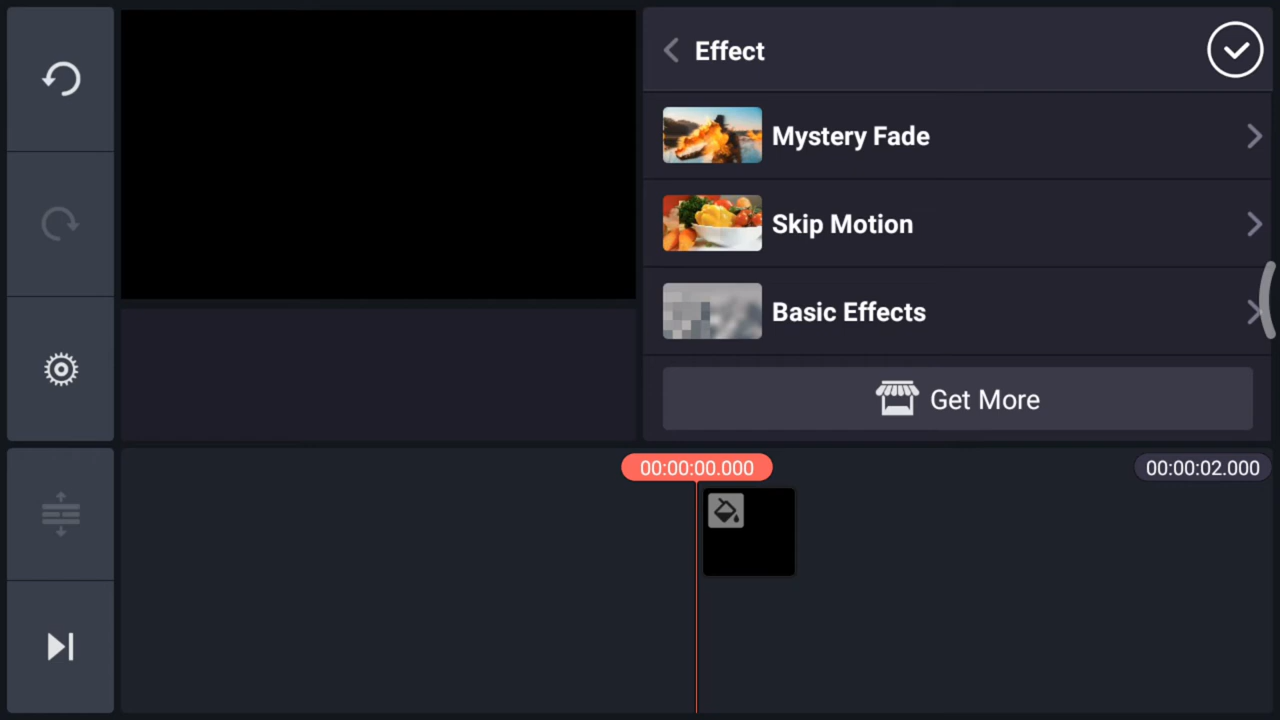 Effect
Mystery Fade
Skip Motion
Basic Effects
Get More
00:00:00.000
00:00:02.000